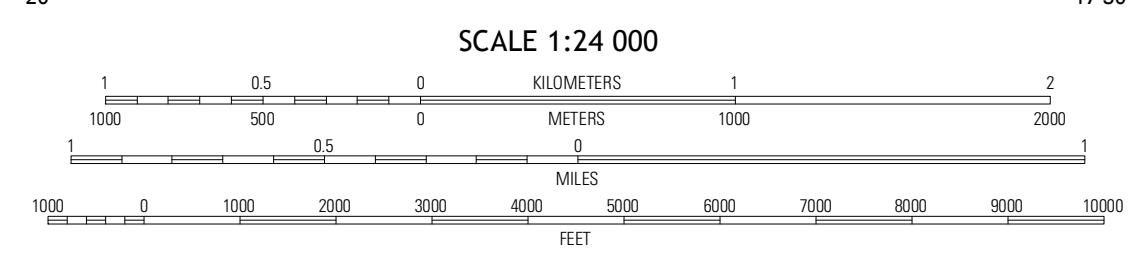 SCALE 1:24 000
1 0.5 0 KILOMETERS 1 2
1000 500 0 METERS 1000 2000
1 0.5 0 1
MILES
1000 0 1000 2000 3000 4000 5000 6000 7000 8000 9000 10000
FEET